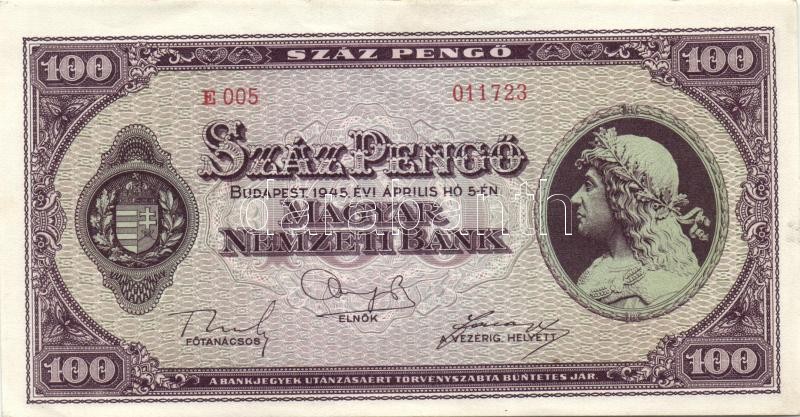 100 SZÁZ PENGŐ 100
E 005 011723
SZÁZ PENGŐ
BUDAPEST, 1945. ÉVI ÁPRILIS HÓ 5-ÉN
MAGYAR
NEMZETI BANK
FŐTANÁCSOS
ELNÖK
A VEZÉRIG. HELYETT
100 100
A BANKJEGYEK UTÁNZÁSÁÉRT TÖRVÉNYSZABTA BÜNTETÉS JÁR.